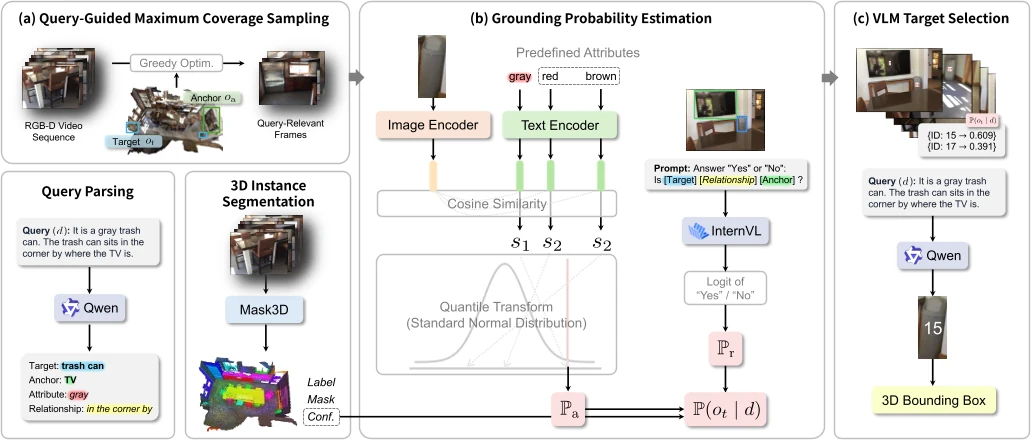 (a) Query-Guided Maximum Coverage Sampling
Greedy Optim.
Anchor oₐ
Target oₜ
RGB-D Video
Sequence
Query-Relevant
Frames
Query Parsing
Query (d): It is a gray trash
can. The trash can sits in the
corner by where the TV is.
Qwen
Target: trash can
Anchor: TV
Attribute: gray
Relationship: in the corner by
3D Instance
Segmentation
Mask3D
Label
Mask
Conf.
(b) Grounding Probability Estimation
Predefined Attributes
gray red brown
Image Encoder
Text Encoder
Cosine Similarity
s₁ s₂ s₂
Quantile Transform
(Standard Normal Distribution)
ℙₐ
Prompt: Answer "Yes" or "No":
Is [Target] [Relationship] [Anchor] ?
InternVL
Logit of
"Yes" / "No"
ℙᵣ
ℙ(oₜ | d)
(c) VLM Target Selection
ℙ(oₜ | d)
{ID: 15 → 0.609}
{ID: 17 → 0.391}
Query (d): It is a gray trash
can. The trash can sits in the
corner by where the TV is.
Qwen
15
3D Bounding Box